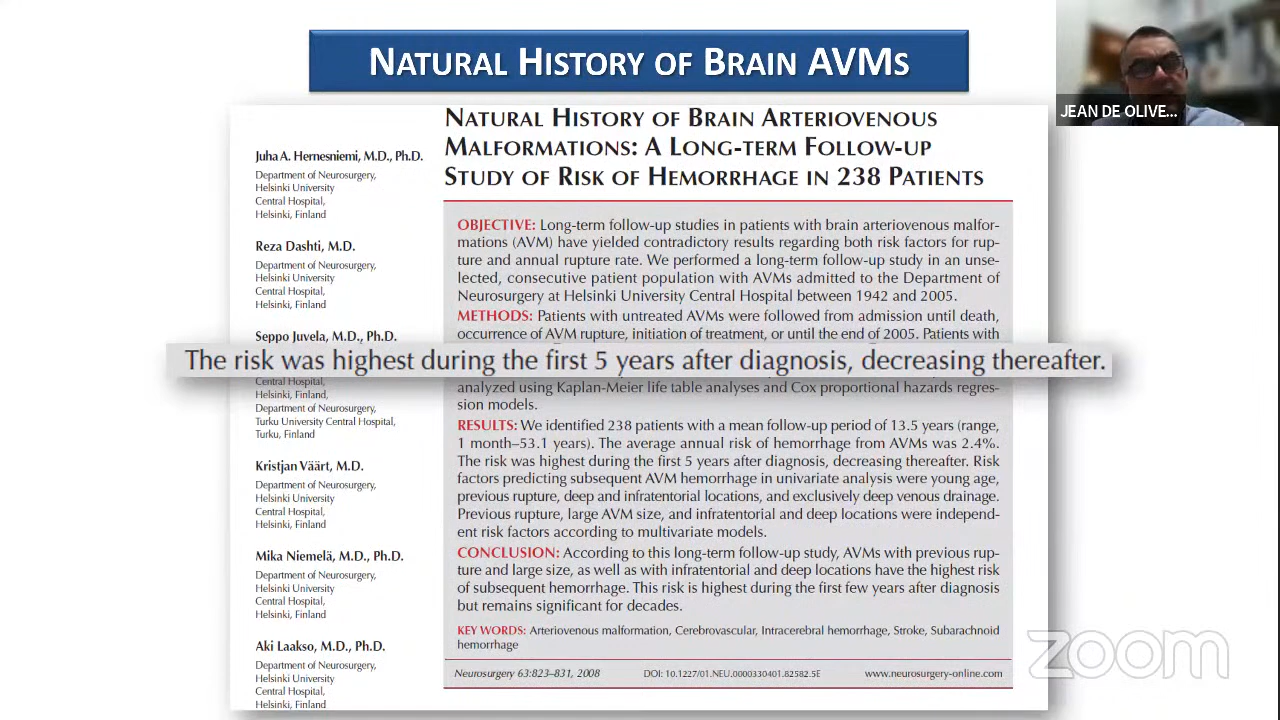 NATURAL HISTORY OF BRAIN AVMS
JEAN DE OLIVE...
NATURAL HISTORY OF BRAIN ARTERIOVENOUS
MALFORMATIONS: A LONG-TERM FOLLOW-UP
STUDY OF RISK OF HEMORRHAGE IN 238 PATIENTS
Juha A. Hernesniemi, M.D., Ph.D.
Department of Neurosurgery,
Helsinki University
Central Hospital,
Helsinki, Finland
Reza Dashti, M.D.
Department of Neurosurgery,
Helsinki University
Central Hospital,
Helsinki, Finland
Seppo Juvela, M.D., Ph.D.
Central Hospital,
Helsinki, Finland,
Department of Neurosurgery,
Turku University Central Hospital,
Turku, Finland
Kristjan Väärt, M.D.
Department of Neurosurgery,
Helsinki University
Central Hospital,
Helsinki, Finland
Mika Niemelä, M.D., Ph.D.
Department of Neurosurgery,
Helsinki University
Central Hospital,
Helsinki, Finland
Aki Laakso, M.D., Ph.D.
Department of Neurosurgery,
Helsinki University
Central Hospital,
Helsinki, Finland
OBJECTIVE: Long-term follow-up studies in patients with brain arteriovenous malfor-
mations (AVM) have yielded contradictory results regarding both risk factors for rup-
ture and annual rupture rate. We performed a long-term follow-up study in an unse-
lected, consecutive patient population with AVMs admitted to the Department of
Neurosurgery at Helsinki University Central Hospital between 1942 and 2005.
METHODS: Patients with untreated AVMs were followed from admission until death,
occurrence of AVM rupture, initiation of treatment, or until the end of 2005. Patients with
The risk was highest during the first 5 years after diagnosis, decreasing thereafter.
analyzed using Kaplan-Meier life table analyses and Cox proportional hazards regres-
sion models.
RESULTS: We identified 238 patients with a mean follow-up period of 13.5 years (range,
1 month–53.1 years). The average annual risk of hemorrhage from AVMs was 2.4%.
The risk was highest during the first 5 years after diagnosis, decreasing thereafter. Risk
factors predicting subsequent AVM hemorrhage in univariate analysis were young age,
previous rupture, deep and infratentorial locations, and exclusively deep venous drainage.
Previous rupture, large AVM size, and infratentorial and deep locations were independ-
ent risk factors according to multivariate models.
CONCLUSION: According to this long-term follow-up study, AVMs with previous rup-
ture and large size, as well as with infratentorial and deep locations have the highest risk
of subsequent hemorrhage. This risk is highest during the first few years after diagnosis
but remains significant for decades.
KEY WORDS: Arteriovenous malformation, Cerebrovascular, Intracerebral hemorrhage, Stroke, Subarachnoid
hemorrhage
Neurosurgery 63:823–831, 2008 DOI: 10.1227/01.NEU.0000330401.82582.5E www.neurosurgery-online.com
zoom